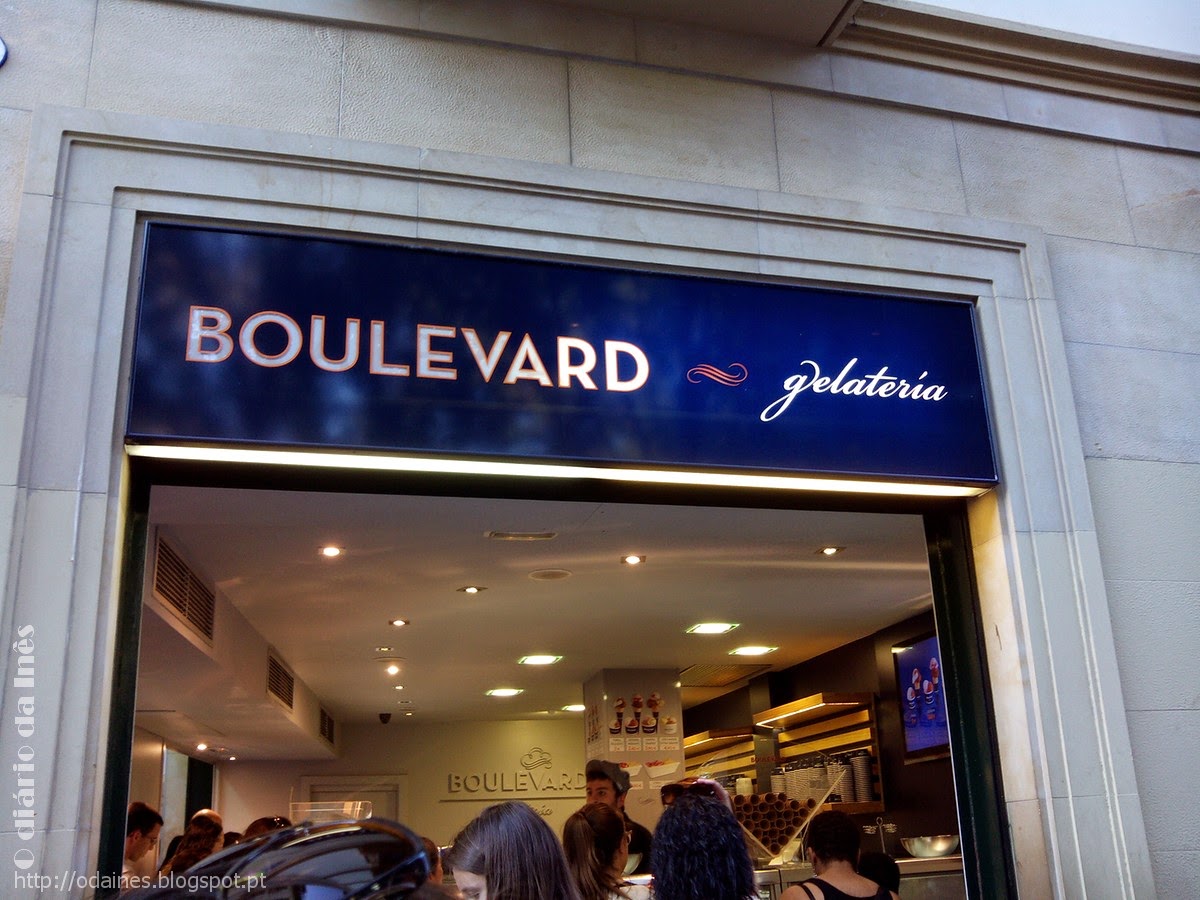 BOULEVARD ~ gelatería
BOULEVARD
O diário da Inês
http://odaines.blogspot.pt